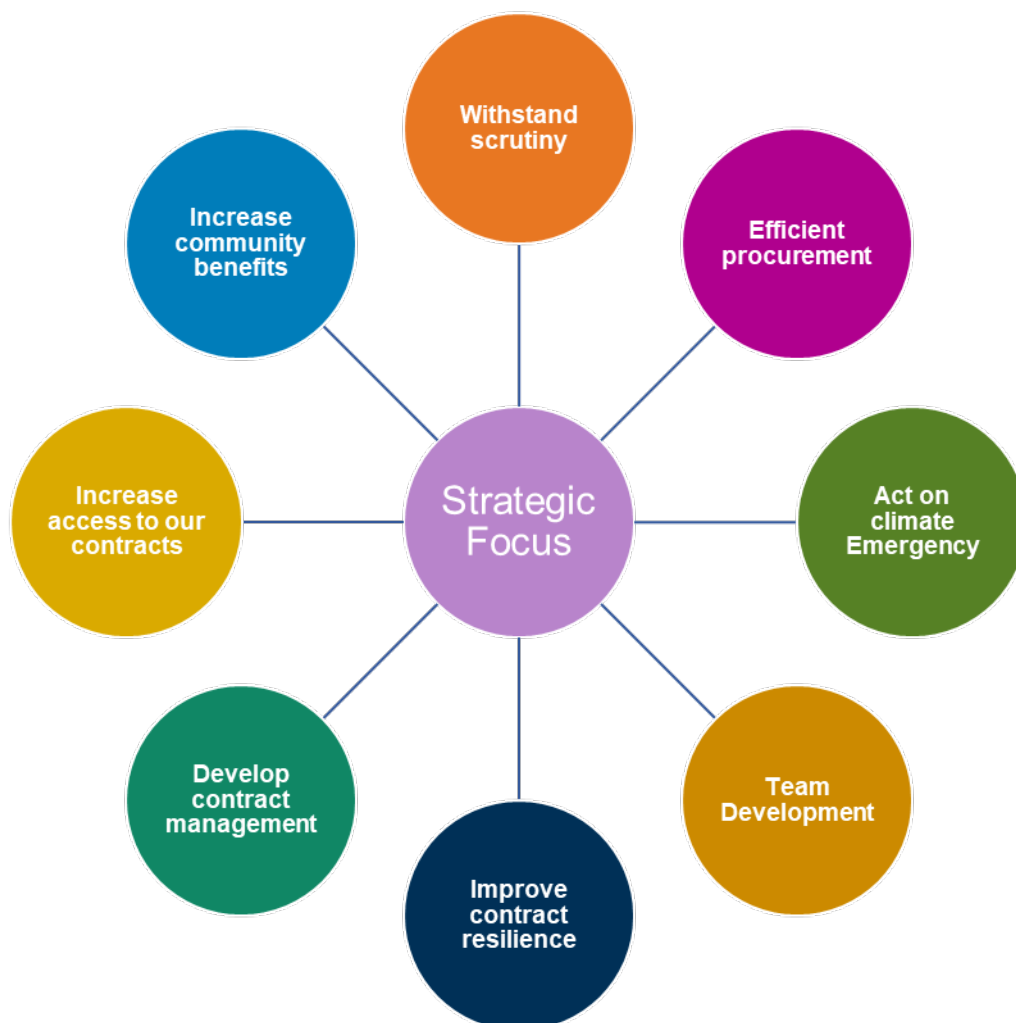 Withstand
scrutiny
Efficient
procurement
Act on
climate
Emergency
Team
Development
Improve
contract
resilience
Develop
contract
management
Increase
access to our
contracts
Increase
community
benefits
Strategic
Focus